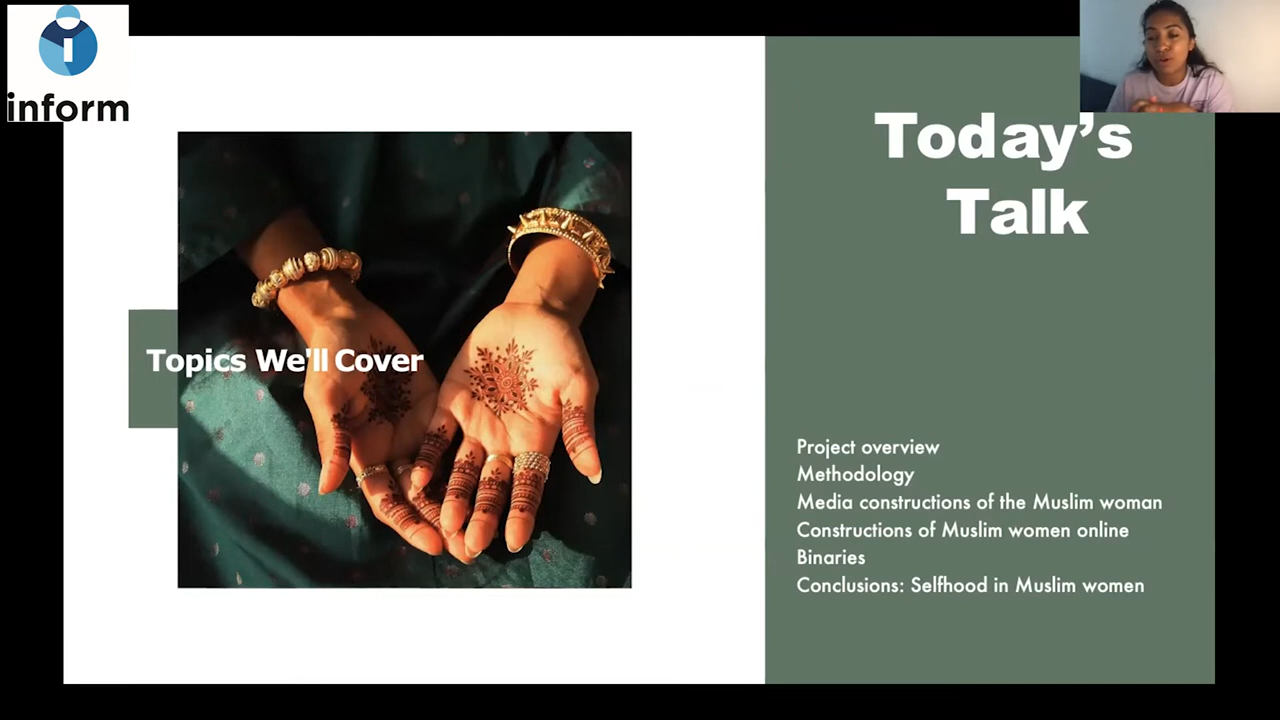 inform
Today's
Talk
Topics We'll Cover
Project overview
Methodology
Media constructions of the Muslim woman
Constructions of Muslim women online
Binaries
Conclusions: Selfhood in Muslim women